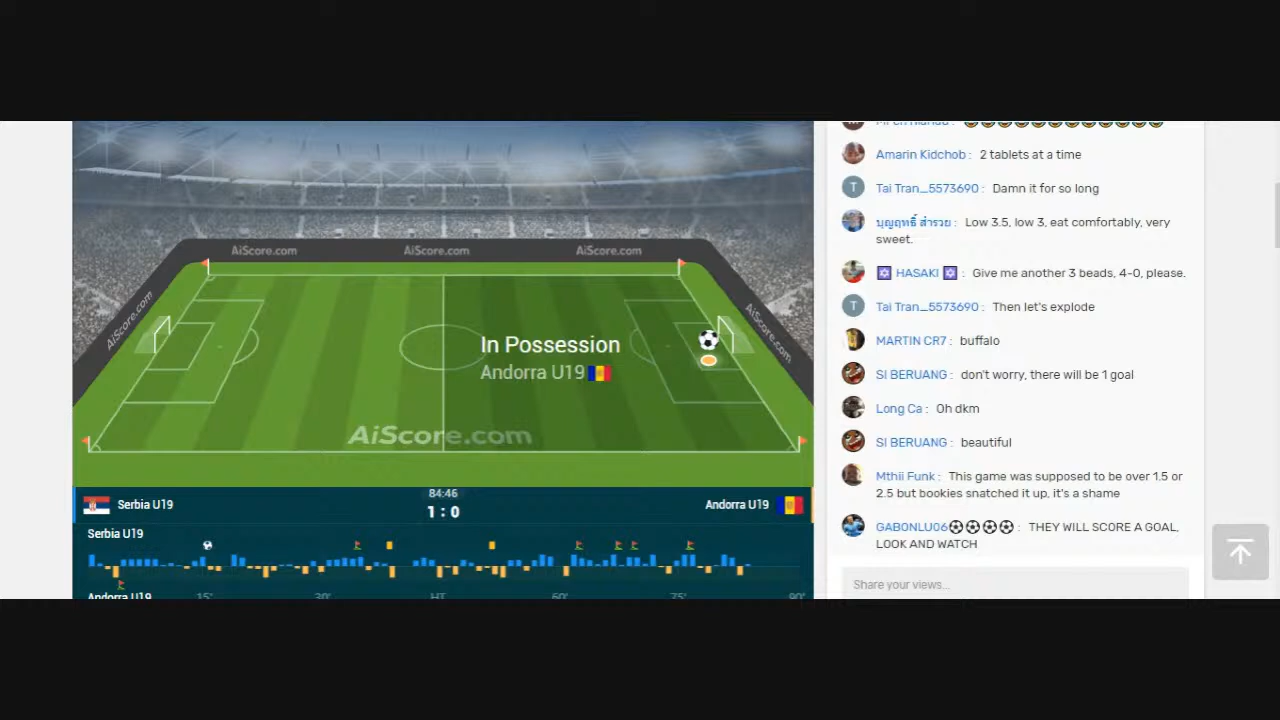 Amarin Kidchob : 2 tablets at a time
Tai Tran_5573690 : Damn it for so long
บุญฤทธิ์ สำรวย : Low 3.5, low 3, eat comfortably, very
sweet.
HASAKI : Give me another 3 beads, 4-0, please.
Tai Tran_5573690 : Then let's explode
MARTIN CR7 : buffalo
SI BERUANG : don't worry, there will be 1 goal
Long Ca : Oh dkm
SI BERUANG : beautiful
Mthii Funk : This game was supposed to be over 1.5 or
2.5 but bookies snatched it up, it's a shame
GABONLU06⚽⚽⚽⚽ : THEY WILL SCORE A GOAL,
LOOK AND WATCH
Share your views...
AiScore.com
AiScore.com
AiScore.com
AiScore.com
AiScore.com
In Possession
Andorra U19
AiScore.com
84:46
Serbia U19
1 : 0
Andorra U19
Serbia U19
Andorra U19
15'
30'
HT
60'
75'
90'
T
T